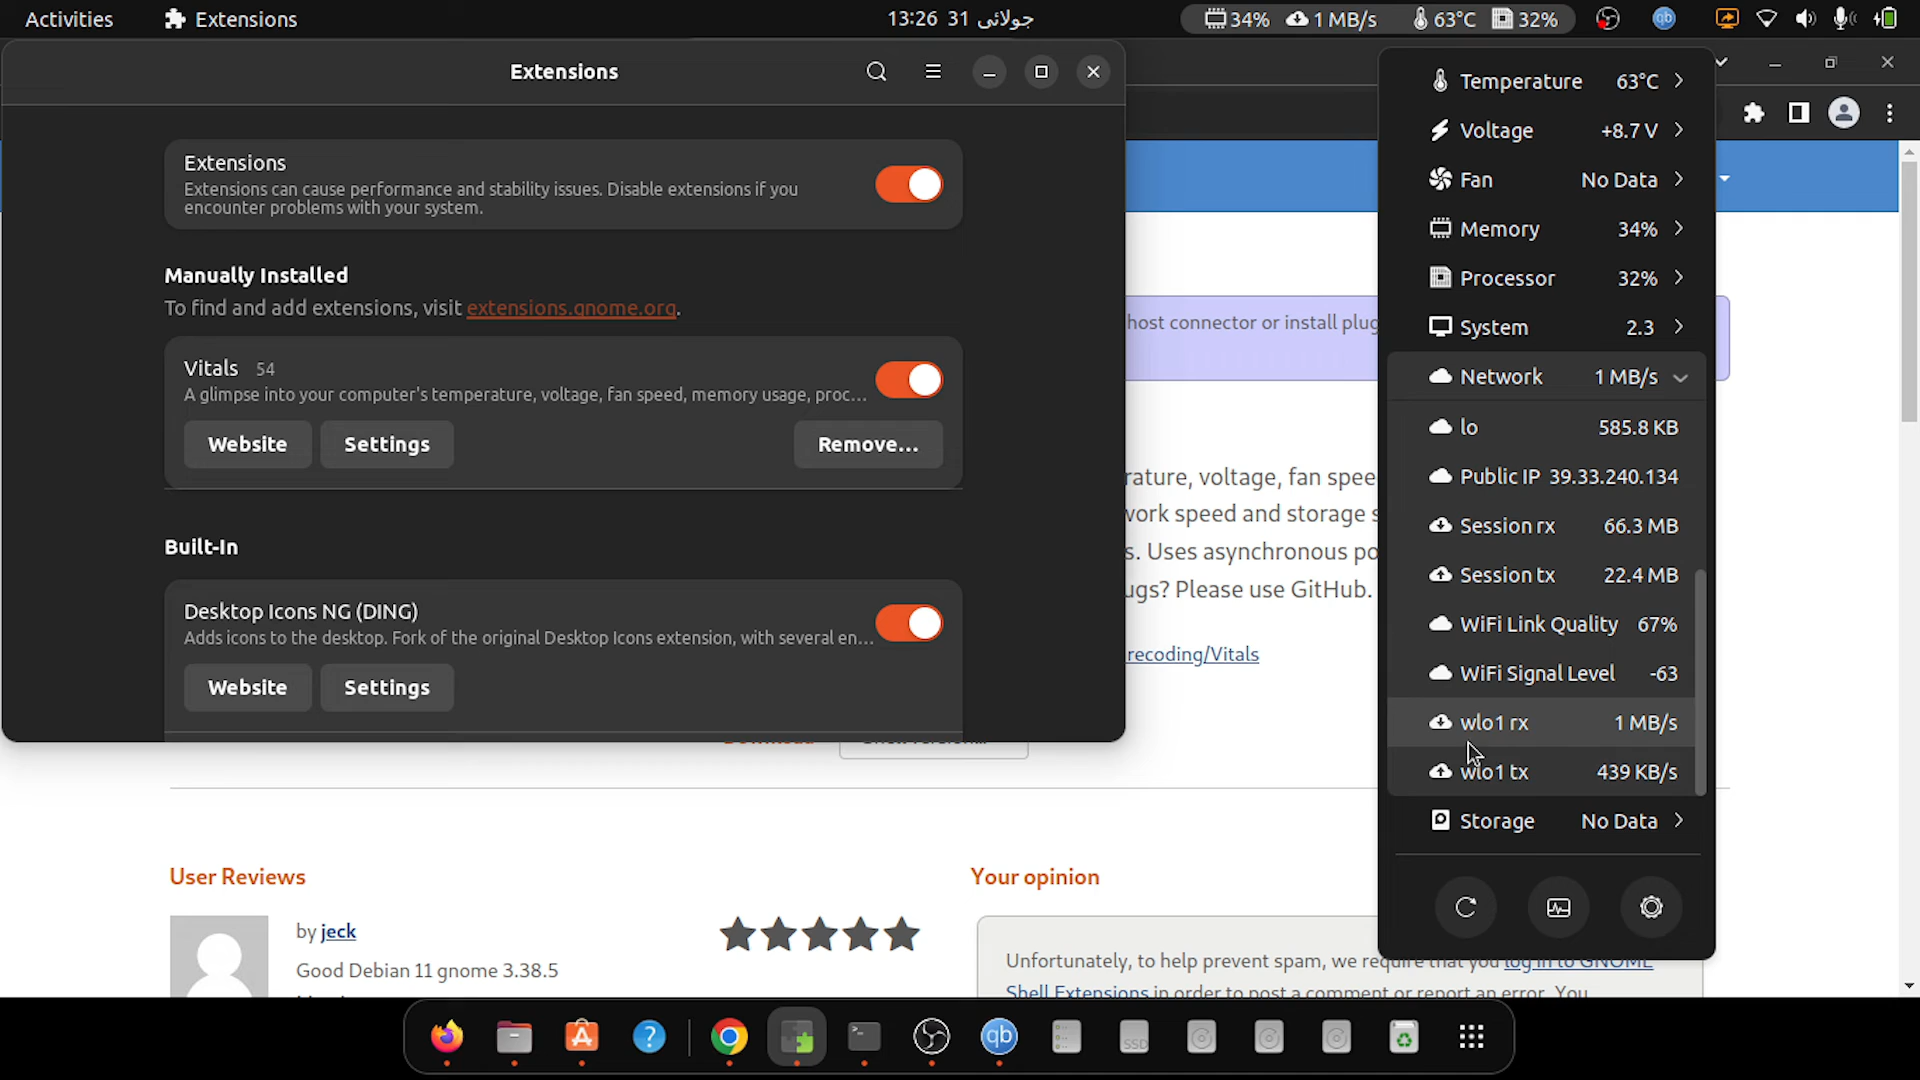 Activities
Extensions
13:26 31 جولائی
34% 1 MB/s 63°C 32%
qb
Extensions
Extensions
Extensions can cause performance and stability issues. Disable extensions if you
encounter problems with your system.
Manually Installed
To find and add extensions, visit extensions.gnome.org.
Vitals 54
A glimpse into your computer's temperature, voltage, fan speed, memory usage, proc...
Website
Settings
Remove...
Built-In
Desktop Icons NG (DING)
Adds icons to the desktop. Fork of the original Desktop Icons extension, with several en...
Website
Settings
host connector or install plug
rature, voltage, fan spee
work speed and storage s
s. Uses asynchronous po
ugs? Please use GitHub.
recoding/Vitals
Temperature 63°C
Voltage +8.7 V
Fan No Data
Memory 34%
Processor 32%
System 2.3
Network 1 MB/s
lo 585.8 KB
Public IP 39.33.240.134
Session rx 66.3 MB
Session tx 22.4 MB
WiFi Link Quality 67%
WiFi Signal Level -63
wlo1 rx 1 MB/s
wlo1 tx 439 KB/s
Storage No Data
User Reviews
by jeck
Good Debian 11 gnome 3.38.5
Your opinion
Unfortunately, to help prevent spam, we require that you log in to GNOME
Shell Extensions in order to post a comment or report an error. You
qb
SSD